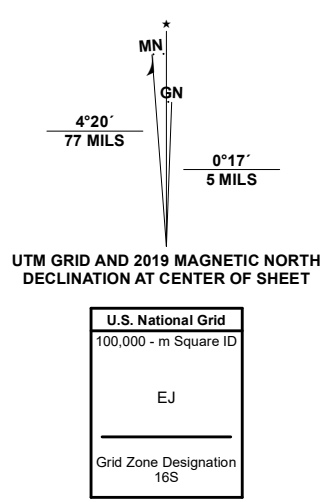 MN
GN
4°20´
77 MILS
0°17´
5 MILS
UTM GRID AND 2019 MAGNETIC NORTH
DECLINATION AT CENTER OF SHEET
U.S. National Grid
100,000 - m Square ID
EJ
Grid Zone Designation
16S